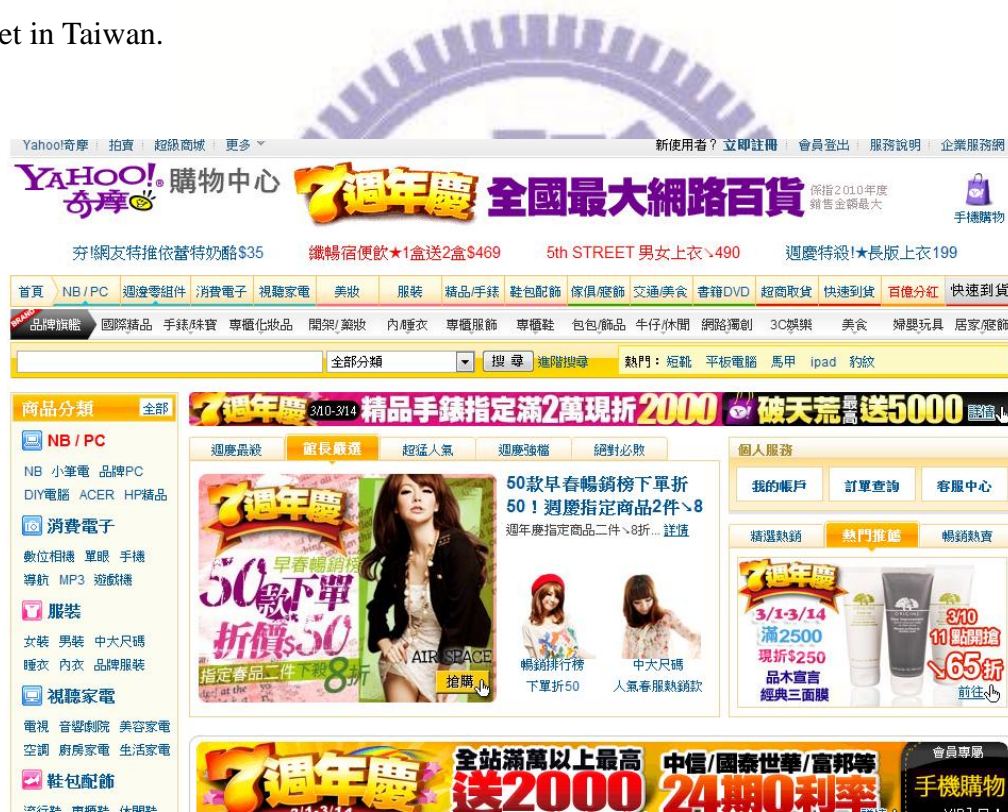 et in Taiwan.
Yahoo!奇摩 拍賣 超級商城 更多 新使用者？立即註冊 會員登出 服務說明 企業服務網
YAHOO!奇摩 購物中心 7週年慶 全國最大網路百貨 係指2010年度銷售金額最大 手機購物
夯!網友特推依蕾特奶酪$35 纖暢宿便飲★1盒送2盒$469 5th STREET 男女上衣↘490 週慶特殺!★長版上衣199
首頁 NB / PC 週邊零組件 消費電子 視聽家電 美妝 服裝 精品/手錶 鞋包配飾 傢俱/寢飾 交通/美食 書籍DVD 超商取貨 快速到貨 百億分紅 快速到貨
品牌旗艦 國際精品 手錶/珠寶 專櫃化妝品 開架/藥妝 內/睡衣 專櫃服飾 專櫃鞋 包包/飾品 牛仔/休閒 網路獨創 3C娛樂 美食 婦嬰玩具 居家/寢飾
全部分類 搜尋 進階搜尋 熱門： 短靴 平板電腦 馬甲 ipad 豹紋
商品分類 全部
7週年慶 3/10-3/14 精品手錶指定滿2萬現折2000 破天荒最高送5000 詳情
NB / PC
NB 小筆電 品牌PC
DIY電腦 ACER HP精品
消費電子
數位相機 單眼 手機
導航 MP3 遊戲機
服裝
女裝 男裝 中大尺碼
睡衣 內衣 品牌服裝
視聽家電
電視 音響劇院 美容家電
空調 廚房家電 生活家電
鞋包配飾
流行鞋 專櫃鞋 休閒鞋
週慶最殺 館長嚴選 超猛人氣 週慶強檔 絕對必敗
7週年慶
早春暢銷榜
50款下單
折價$50
指定春品二件下殺8折
AIR SPACE
搶購
50款早春暢銷榜下單折
50！週慶指定商品2件↘8
週年慶指定商品二件↘8折... 詳情
暢銷排行榜
下單折50
中大尺碼
人氣春服熱銷款
個人服務
我的帳戶 訂單查詢 客服中心
精選熱銷 熱門推薦 暢銷熱賣
7週年慶
3/1-3/14
滿2500
現折$250
品木宣言
經典三面膜
ORIGINS
3/10
11點開搶
↘65折
前往
7週年慶
3/1-3/14
全站滿萬以上最高
送2000
中信/國泰世華/富邦等
24期0利率
會員專屬
手機購物